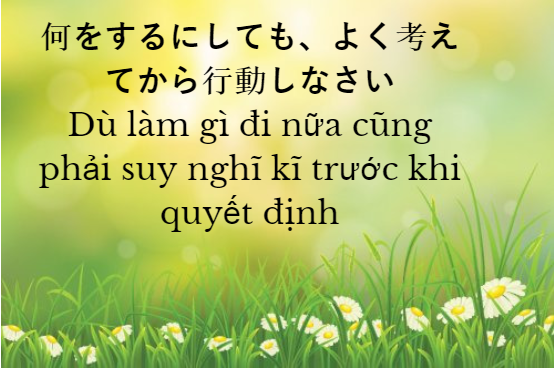 何をするにしても、よく考え
てから行動しなさい
Dù làm gì đi nữa cũng
phải suy nghĩ kĩ trước khi
quyết định